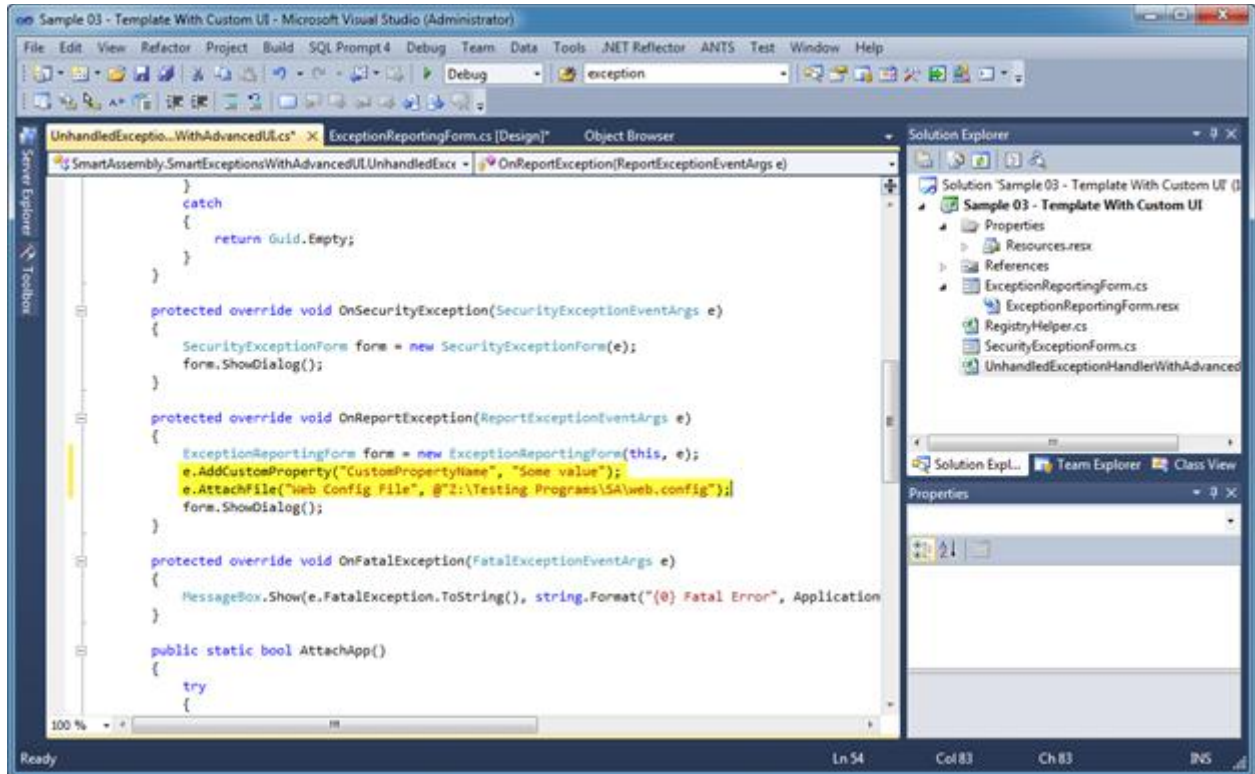 Sample 03 - Template With Custom UI - Microsoft Visual Studio (Administrator)
File Edit View Refactor Project Build SQL Prompt 4 Debug Team Data Tools .NET Reflector ANTS Test Window Help
Debug exception
UnhandledExceptio...WithAdvancedUI.cs* ExceptionReportingForm.cs [Design]* Object Browser
SmartAssembly.SmartExceptionsWithAdvancedUI.UnhandledExce OnReportException(ReportExceptionEventArgs e)
Server Explorer
Toolbox
}
catch
{
return Guid.Empty;
}
}
protected override void OnSecurityException(SecurityExceptionEventArgs e)
{
SecurityExceptionForm form = new SecurityExceptionForm(e);
form.ShowDialog();
}
protected override void OnReportException(ReportExceptionEventArgs e)
{
ExceptionReportingForm form = new ExceptionReportingForm(this, e);
e.AddCustomProperty("CustomPropertyName", "Some value");
e.AttachFile("Web Config File", @"Z:\Testing Programs\SA\web.config");
form.ShowDialog();
}
protected override void OnFatalException(FatalExceptionEventArgs e)
{
MessageBox.Show(e.FatalException.ToString(), string.Format("{0} Fatal Error", Application
}
public static bool AttachApp()
{
try
{
100 %
Solution Explorer
Solution 'Sample 03 - Template With Custom UI' (1
Sample 03 - Template With Custom UI
Properties
Resources.resx
References
ExceptionReportingForm.cs
ExceptionReportingForm.resx
RegistryHelper.cs
SecurityExceptionForm.cs
UnhandledExceptionHandlerWithAdvanced
Solution Expl... Team Explorer Class View
Properties
Ready Ln 54 Col 83 Ch 83 INS